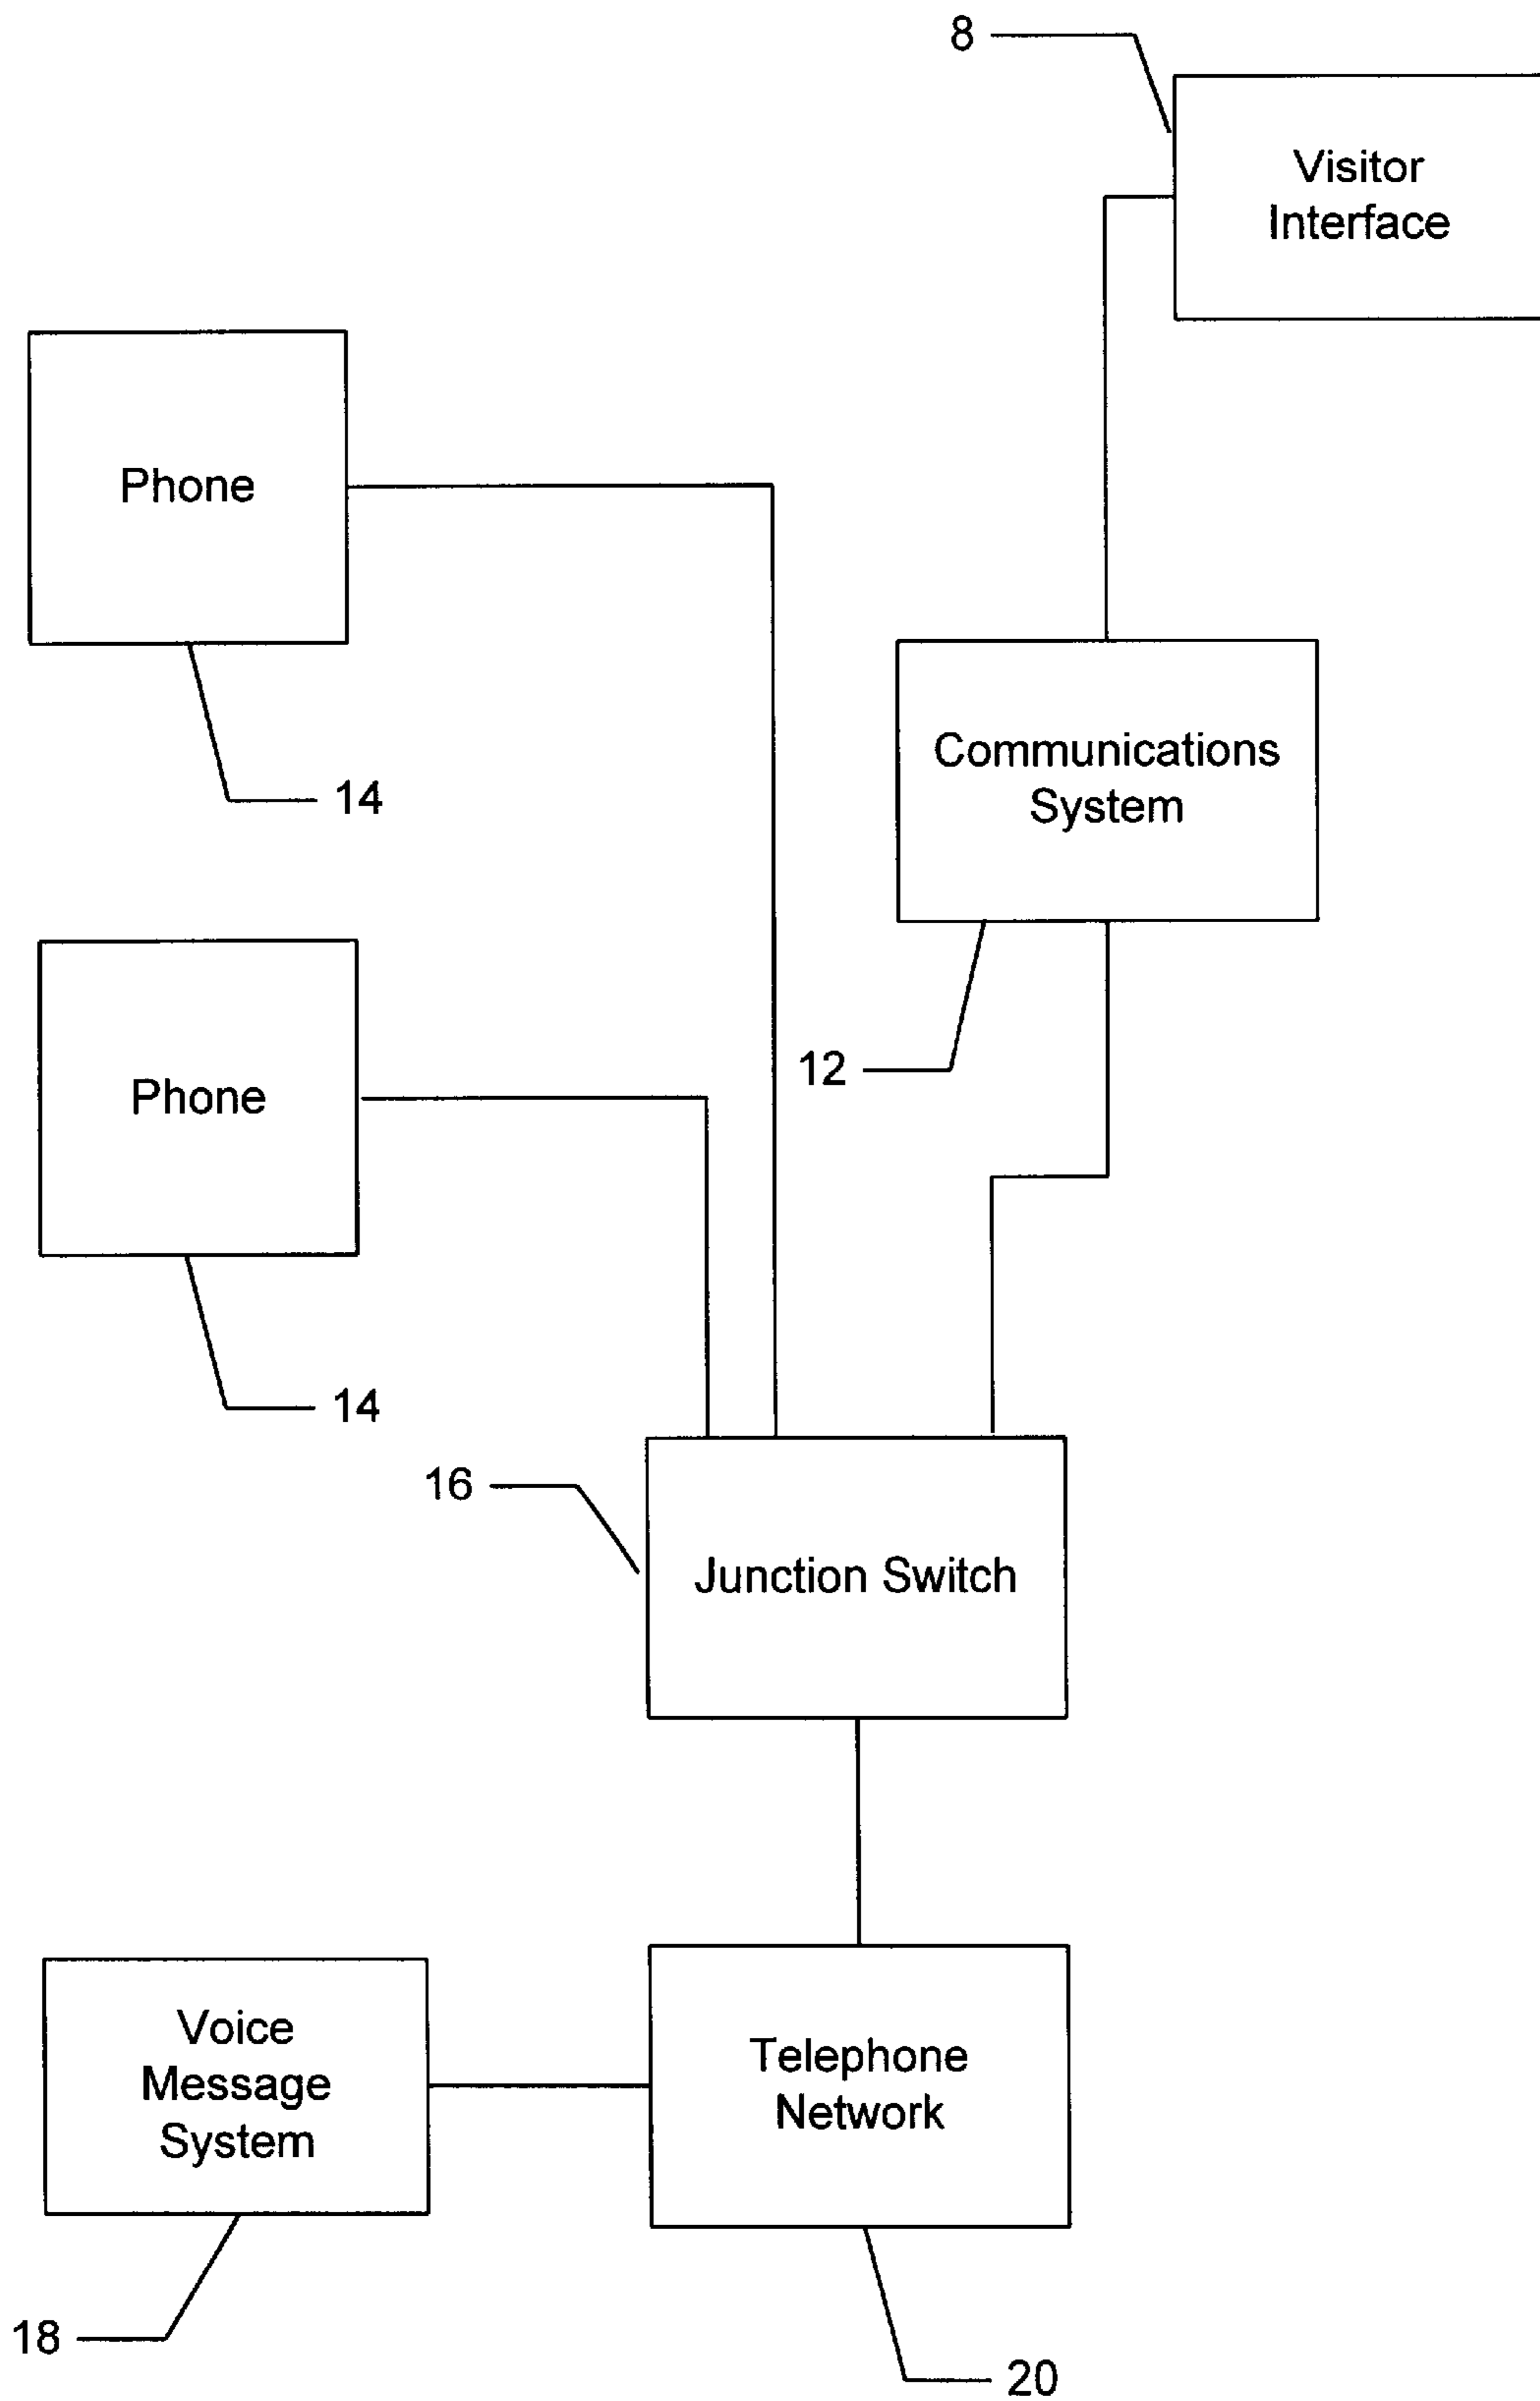 8
Visitor
Interface
Phone
14
Communications
System
12
Phone
14
16
Junction Switch
Voice
Message
System
18
Telephone
Network
20